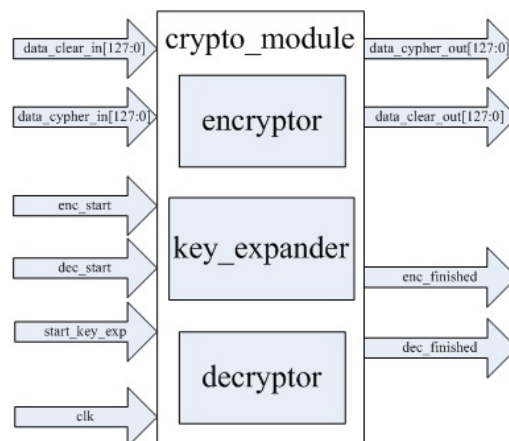 crypto_module
data_clear_in[127:0]
data_cypher_out[127:0]
encryptor
data_cypher_in[127:0]
data_clear_out[127:0]
enc_start
key_expander
dec_start
enc_finished
start_key_exp
dec_finished
decryptor
clk